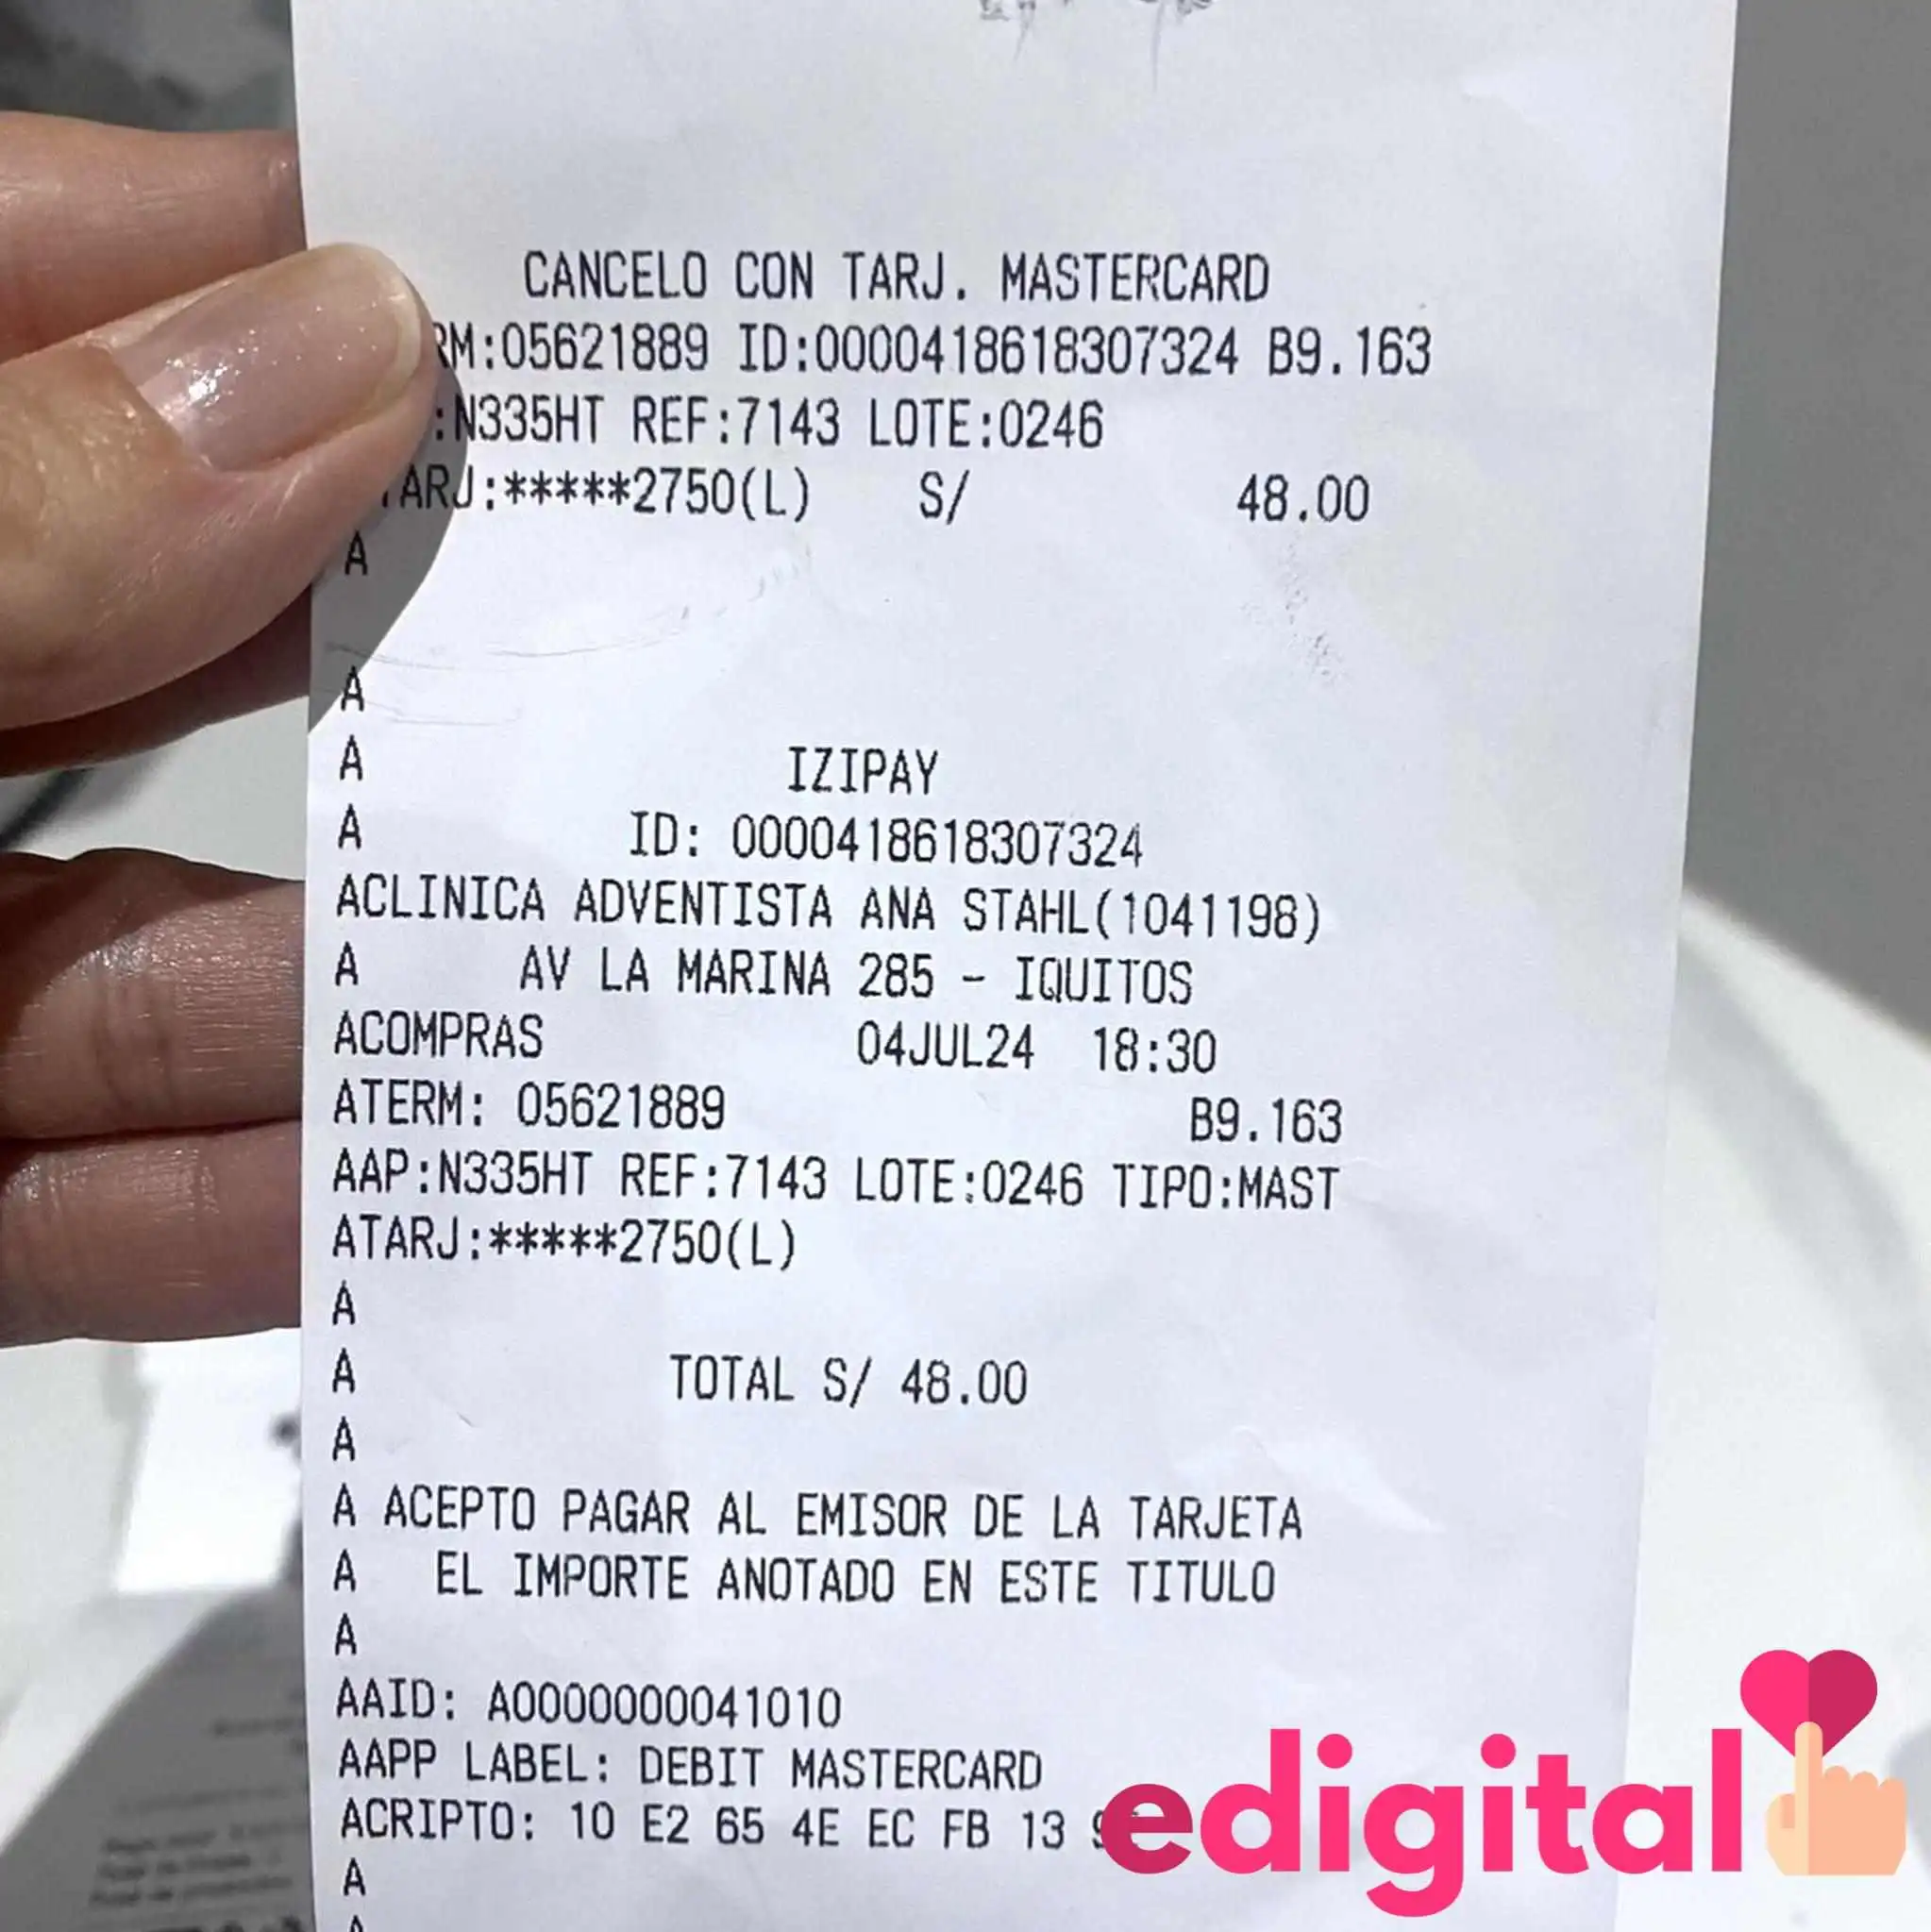 CANCELO CON TARJ. MASTERCARD
RM:05621889 ID:0000418618307324 B9.163
:N335HT REF:7143 LOTE:0246
TARJ:*****2750(L) S/ 48.00
A
A
A IZIPAY
A ID: 0000418618307324
ACLINICA ADVENTISTA ANA STAHL(1041198)
A AV LA MARINA 285 - IQUITOS
ACOMPRAS 04JUL24 18:30
ATERM: 05621889 B9.163
AAP:N335HT REF:7143 LOTE:0246 TIPO:MAST
ATARJ:*****2750(L)
A
A TOTAL S/ 48.00
A
A ACEPTO PAGAR AL EMISOR DE LA TARJETA
A EL IMPORTE ANOTADO EN ESTE TITULO
A
AAID: A0000000041010
AAPP LABEL: DEBIT MASTERCARD
ACRIPTO: 10 E2 65 4E EC FB 13
A
A
edigital